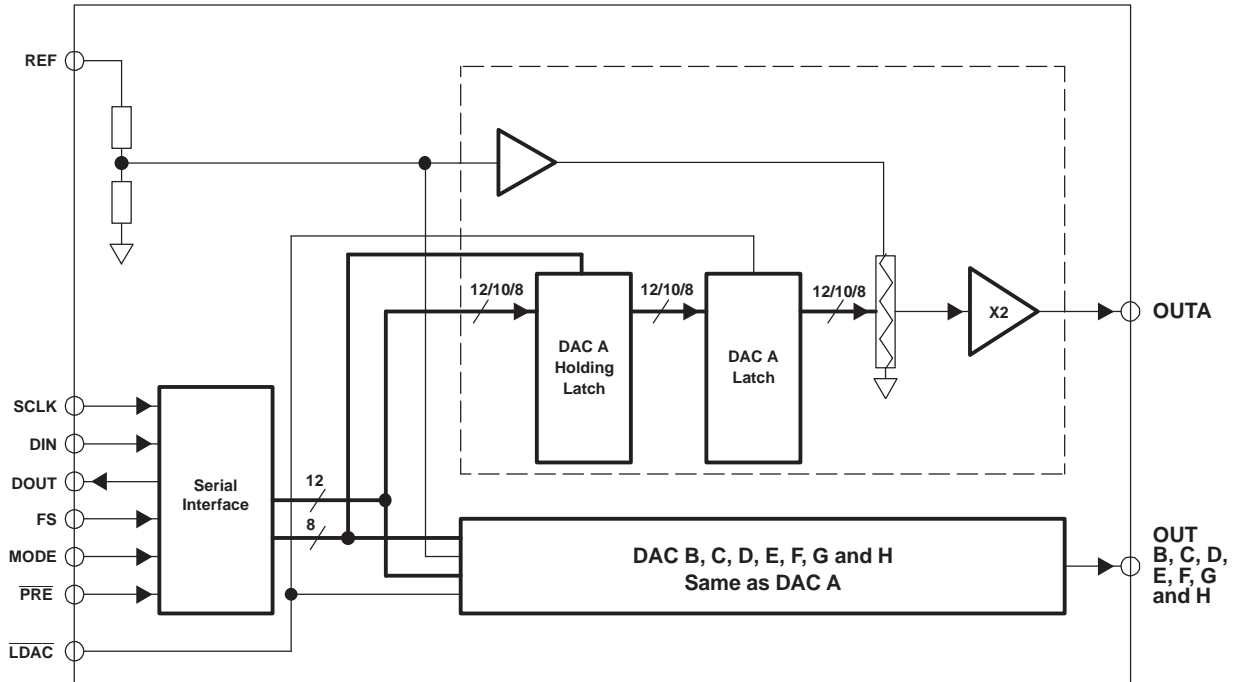 REF
12/10/8
12/10/8
12/10/8
X2
OUTA
DAC A
Holding
Latch
DAC A
Latch
SCLK
DIN
DOUT
FS
MODE
PRE
LDAC
Serial
Interface
12
8
DAC B, C, D, E, F, G and H
Same as DAC A
OUT
B, C, D,
E, F, G
and H